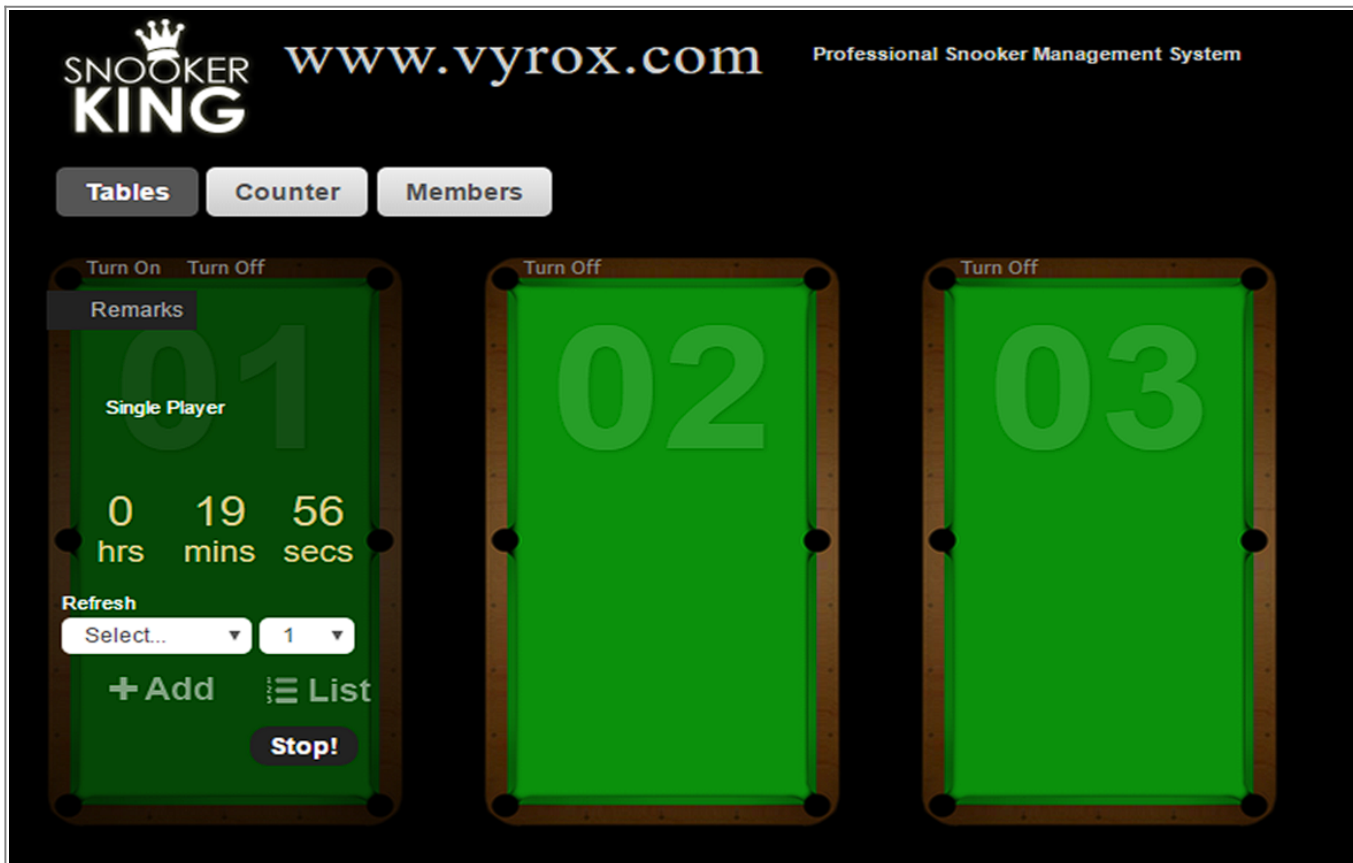 SNOOKER
KING
www.vyrox.com
Professional Snooker Management System
Tables
Counter
Members
Turn On Turn Off
Remarks
01
Single Player
0 19 56
hrs mins secs
Refresh
Select... 1
+ Add List
Stop!
Turn Off
02
Turn Off
03